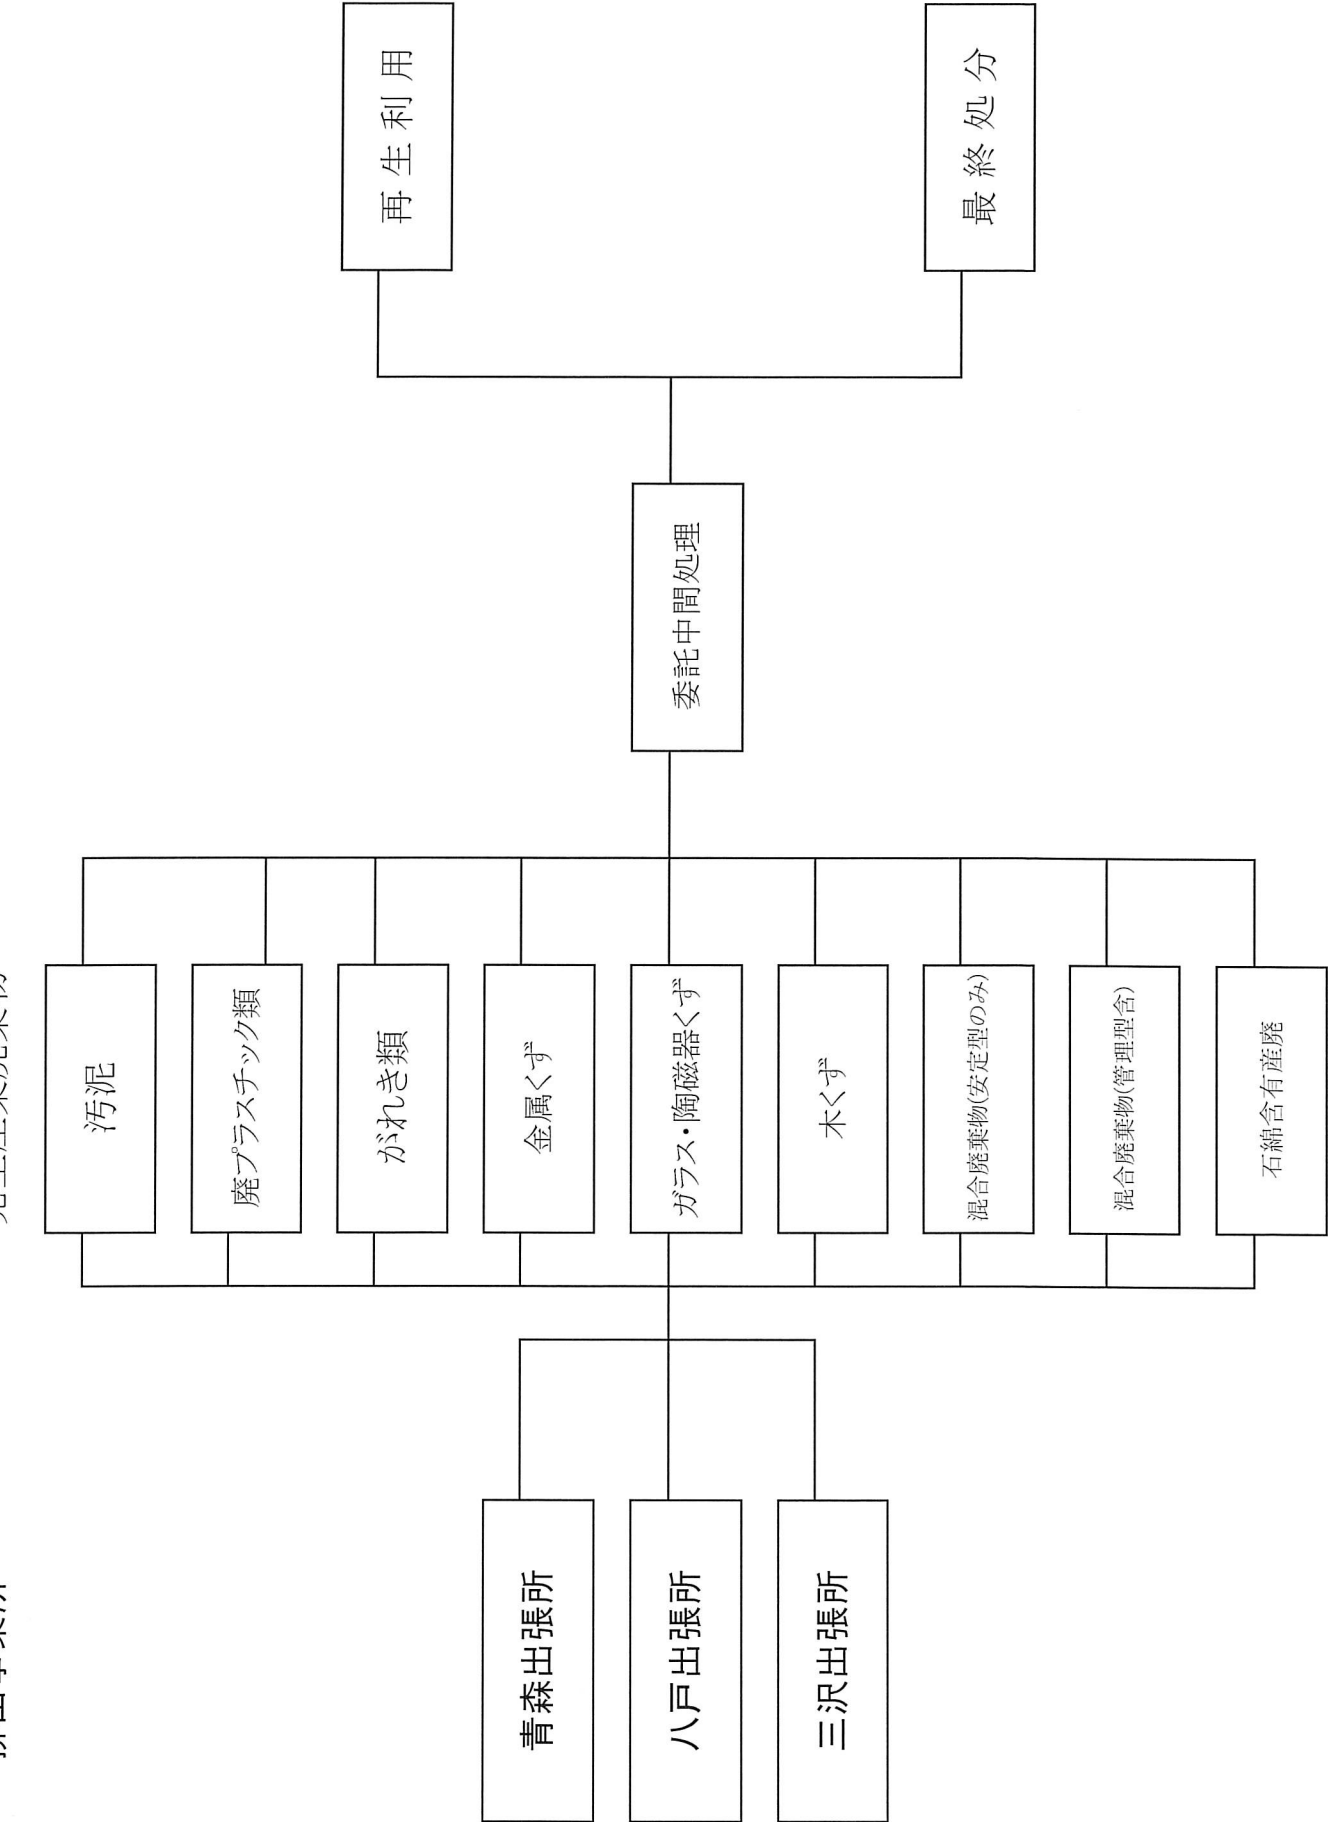 青森出張所
八戸出張所
三沢出張所
汚泥
廃プラスチック類
がれき類
金属くず
ガラス・陶磁器くず
木くず
混合廃棄物(安定型のみ)
混合廃棄物(管理型含)
石綿含有産廃
委託中間処理
再生利用
最終処分